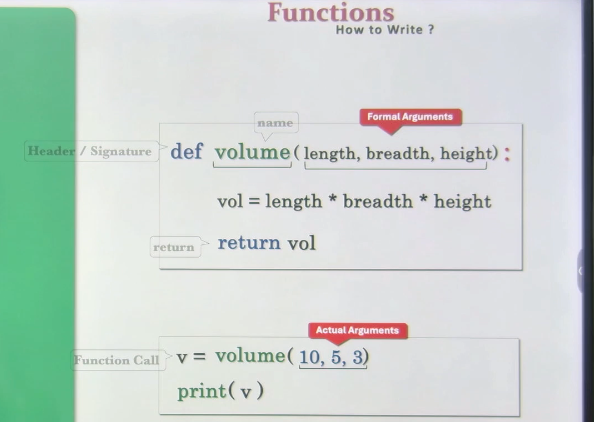 Functions
How to Write ?
name
Formal Arguments
Header / Signature
def volume(length, breadth, height):
vol = length * breadth * height
return
return vol
Actual Arguments
Function Call
v = volume( 10, 5, 3)
print( v )